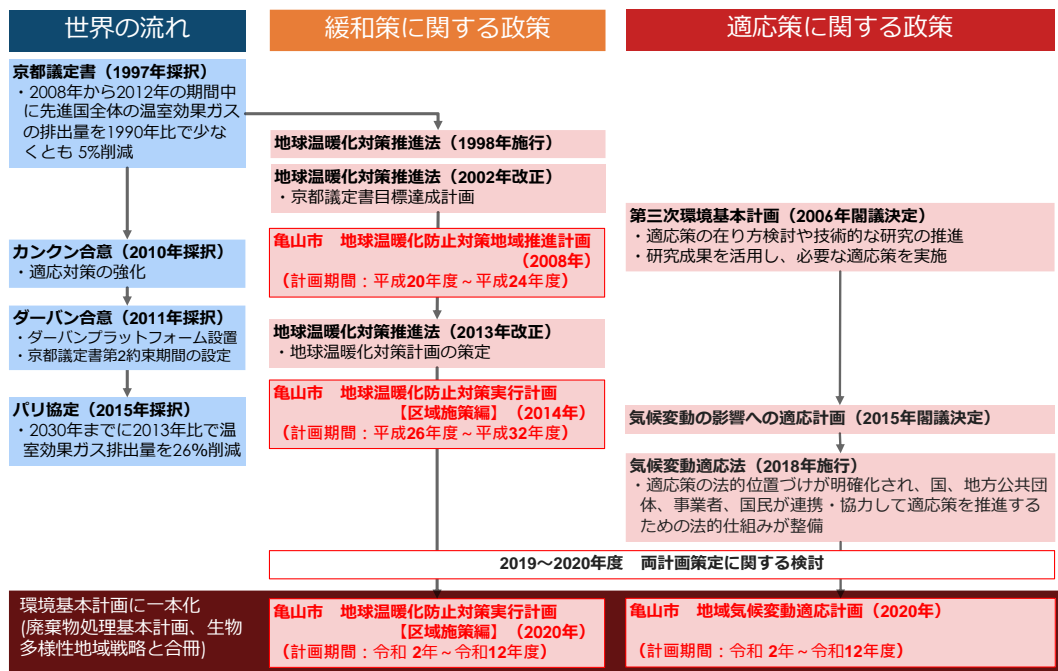 世界の流れ
京都議定書（1997年採択）
・2008年から2012年の期間中
に先進国全体の温室効果ガス
の排出量を1990年比で少な
くとも 5%削減
カンクン合意（2010年採択）
・適応対策の強化
ダーバン合意（2011年採択）
・ダーバンプラットフォーム設置
・京都議定書第2約束期間の設定
パリ協定（2015年採択）
・2030年までに2013年比で温
室効果ガス排出量を26%削減
緩和策に関する政策
地球温暖化対策推進法（1998年施行）
地球温暖化対策推進法（2002年改正）
・京都議定書目標達成計画
亀山市　地球温暖化防止対策地域推進計画
（2008年）
（計画期間：平成20年度～平成24年度）
地球温暖化対策推進法（2013年改正）
・地球温暖化対策計画の策定
亀山市　地球温暖化防止対策実行計画
【区域施策編】（2014年）
（計画期間：平成26年度～平成32年度）
適応策に関する政策
第三次環境基本計画（2006年閣議決定）
・適応策の在り方検討や技術的な研究の推進
・研究成果を活用し、必要な適応策を実施
気候変動の影響への適応計画（2015年閣議決定）
気候変動適応法（2018年施行）
・適応策の法的位置づけが明確化され、国、地方公共団
体、事業者、国民が連携・協力して適応策を推進する
ための法的仕組みが整備
2019～2020年度　両計画策定に関する検討
環境基本計画に一本化
(廃棄物処理基本計画、生物
多様性地域戦略と合冊)
亀山市　地球温暖化防止対策実行計画
【区域施策編】（2020年）
（計画期間：令和 2年～令和12年度）
亀山市　地域気候変動適応計画（2020年）
（計画期間：令和 2年～令和12年度）